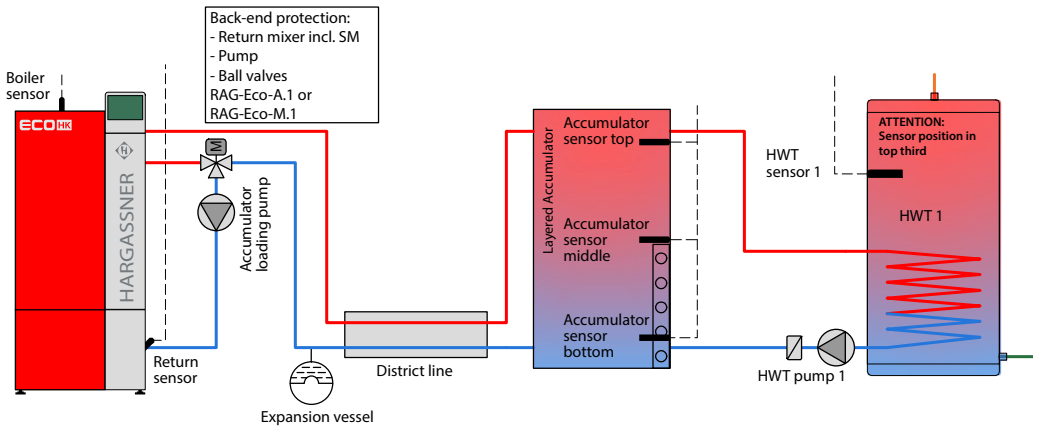 Back-end protection:
- Return mixer incl. SM
- Pump
- Ball valves
RAG-Eco-A.1 or
RAG-Eco-M.1
Boiler
sensor
ECO HK
H
HARGASSNER
M
Accumulator
loading pump
Return
sensor
Expansion vessel
District line
Layered Accumulator
Accumulator
sensor top
Accumulator
sensor
middle
Accumulator
sensor
bottom
HWT
sensor 1
HWT pump 1
ATTENTION:
Sensor position in
top third
HWT 1